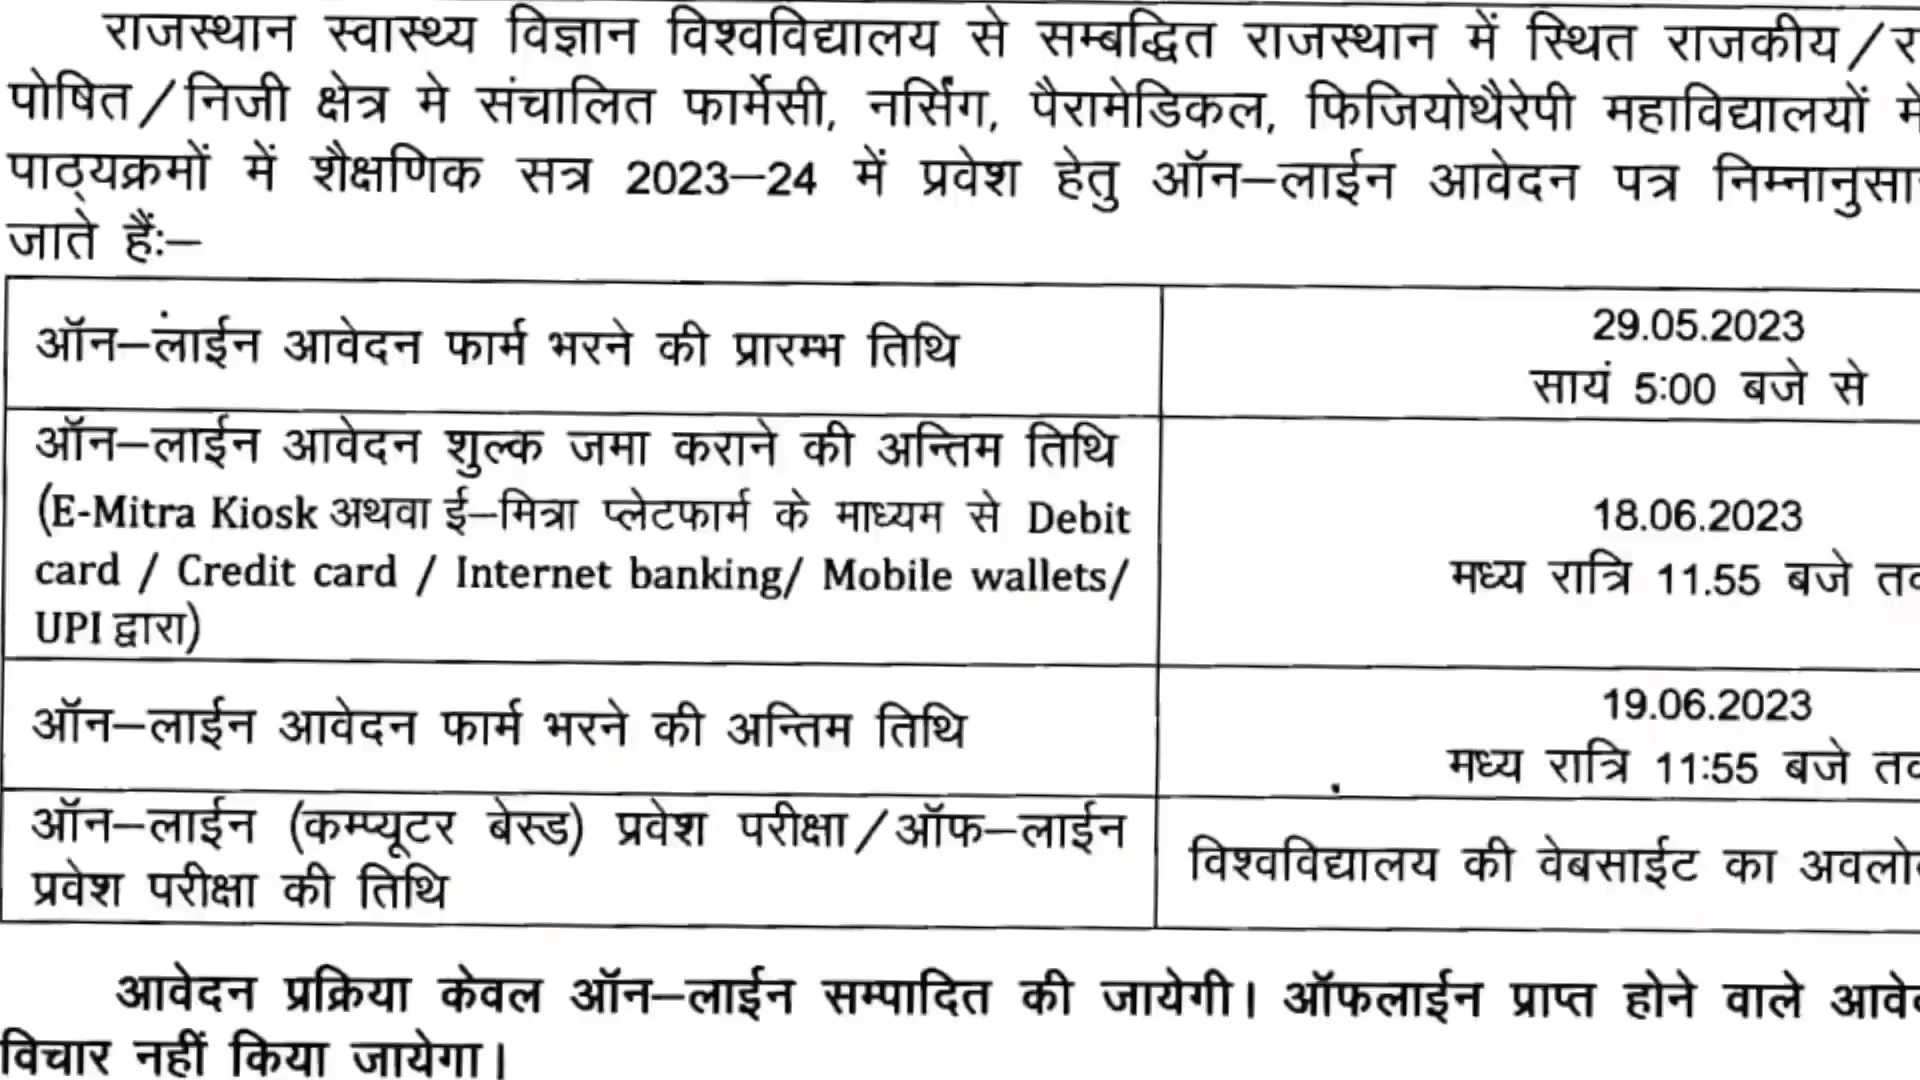 राजस्थान स्वास्थ्य विज्ञान विश्वविद्यालय से सम्बद्धित राजस्थान में स्थित राजकीय/
पोषित/निजी क्षेत्र मे संचालित फार्मेसी, नर्सिंग, पैरामेडिकल, फिजियोथैरेपी महाविद्यालयों
पाठ्यक्रमों में शैक्षणिक सत्र 2023–24 में प्रवेश हेतु ऑन–लाईन आवेदन पत्र
जाते हैं:–
ऑन–लाईन आवेदन फार्म भरने की प्रारम्भ तिथि
29.05.2023
सायं 5:00 बजे से
ऑन–लाईन आवेदन शुल्क जमा कराने की अन्तिम तिथि
(E-Mitra Kiosk अथवा ई–मित्रा प्लेटफार्म के माध्यम से Debit
card / Credit card / Internet banking/ Mobile wallets/
UPI द्वारा)
18.06.2023
मध्य रात्रि 11.55 बजे
ऑन–लाईन आवेदन फार्म भरने की अन्तिम तिथि
19.06.2023
मध्य रात्रि 11:55 बजे
ऑन–लाईन (कम्प्यूटर बेस्ड) प्रवेश परीक्षा/ऑफ–लाईन
प्रवेश परीक्षा की तिथि
विश्वविद्यालय की वेबसाईट का
आवेदन प्रक्रिया केवल ऑन–लाईन सम्पादित की जायेगी। ऑफलाईन प्राप्त होने वाले
विचार नहीं किया जायेगा।